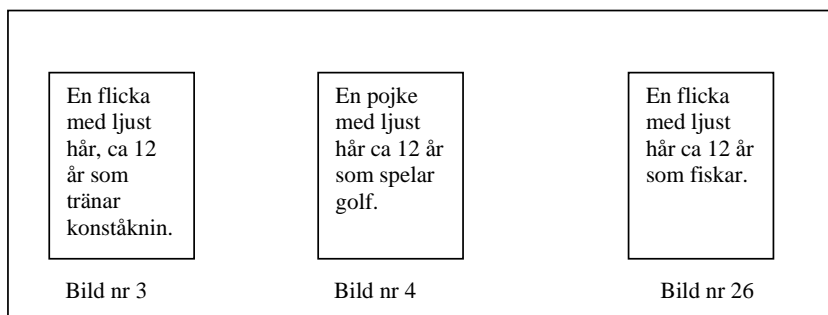 En flicka
med ljust
hår, ca 12
år som
tränar
konståknin.
Bild nr 3
En pojke
med ljust
hår ca 12 år
som spelar
golf.
Bild nr 4
En flicka
med ljust
hår ca 12 år
som fiskar.
Bild nr 26